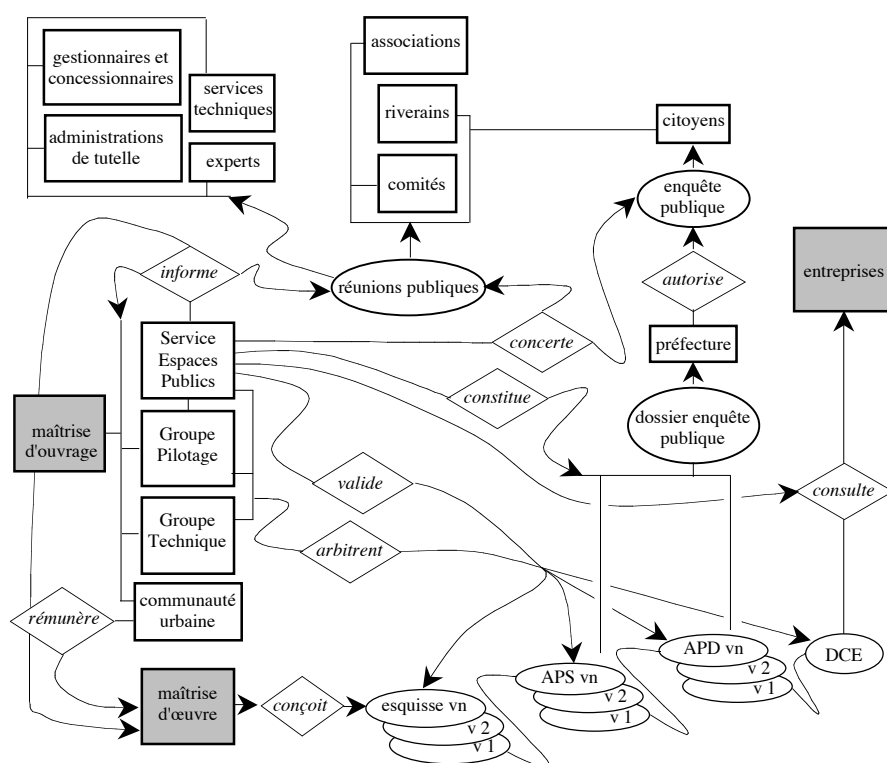 associations
gestionnaires et
concessionnaires
services
techniques
riverains
citoyens
administrations
de tutelle
experts
comités
enquête
publique
informe
réunions publiques
autorise
entreprises
Service
Espaces
Publics
concerte
préfecture
constitue
dossier enquête
publique
maîtrise
d'ouvrage
Groupe
Pilotage
valide
consulte
Groupe
Technique
arbitrent
rémunère
communauté
urbaine
APD vn
v 2
v 1
DCE
maîtrise
d'œuvre
conçoit
esquisse vn
v 2
v 1
APS vn
v 2
v 1